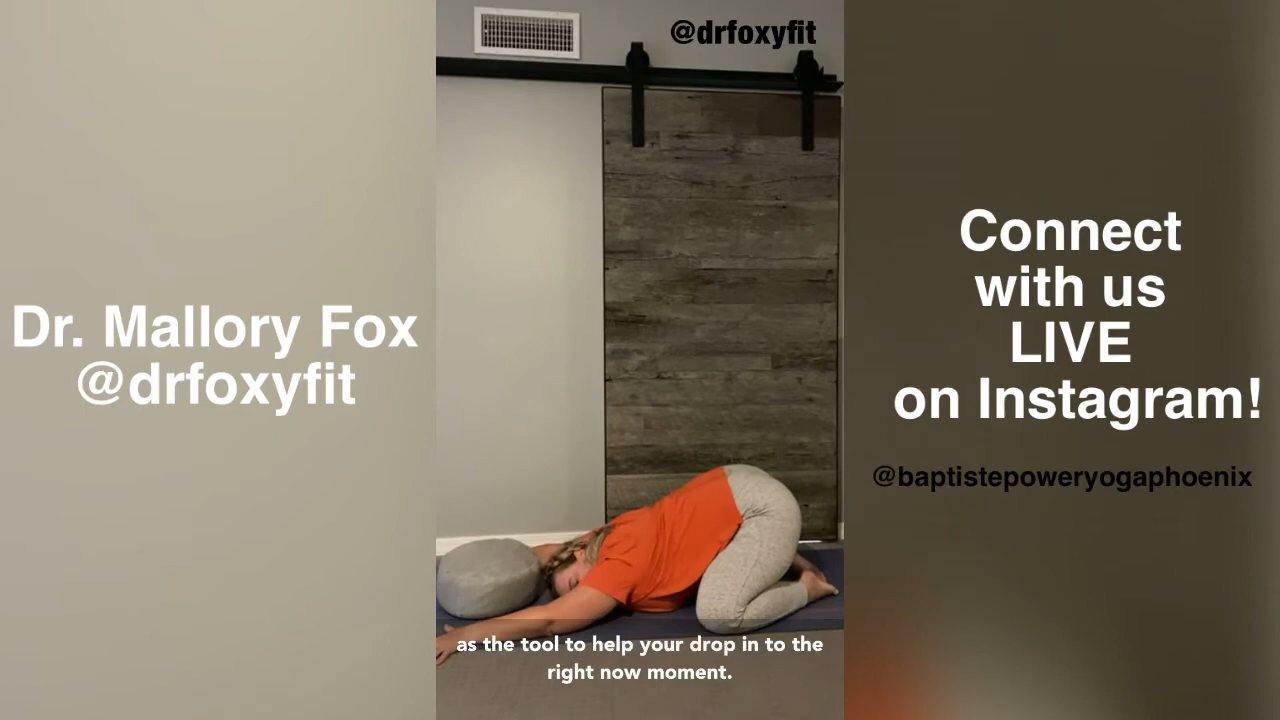 @drfoxyfit
Dr. Mallory Fox
@drfoxyfit
Connect
with us
LIVE
on Instagram!
@baptistepoweryogaphoenix
as the tool to help your drop in to the
right now moment.